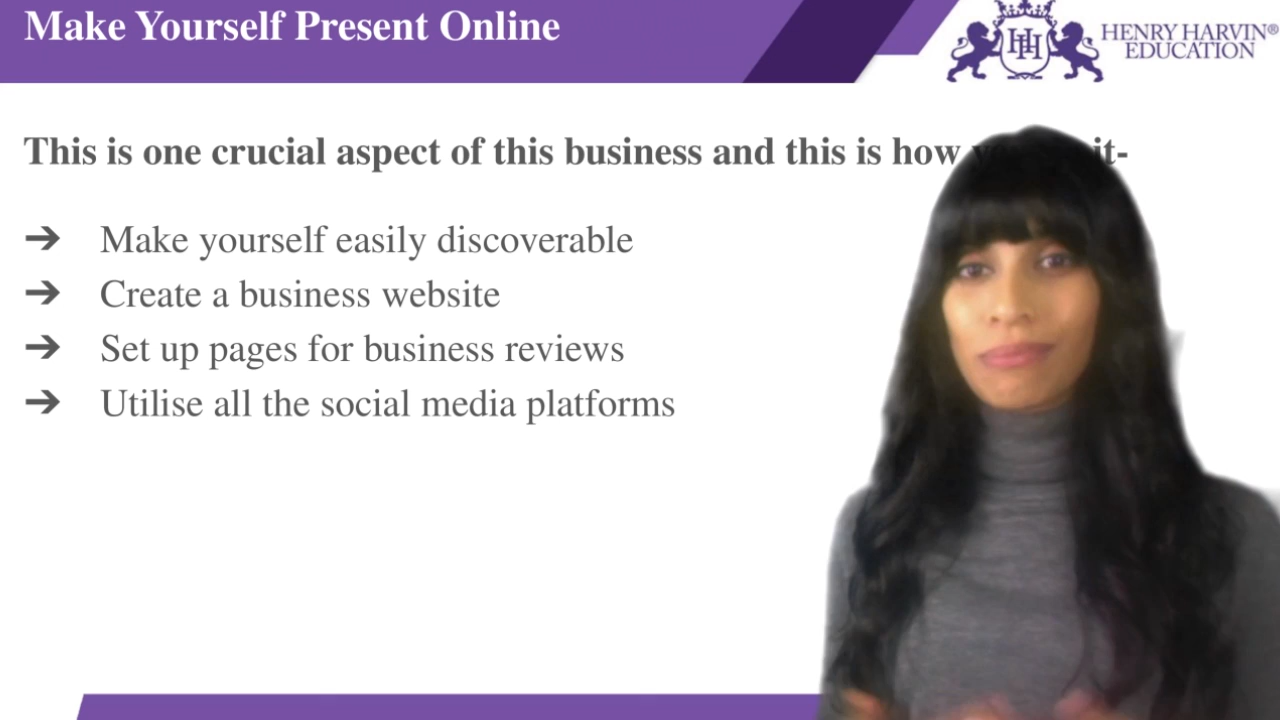 Make Yourself Present Online
HENRY HARVIN®
EDUCATION
This is one crucial aspect of this business and this is how it-
➔ Make yourself easily discoverable
➔ Create a business website
➔ Set up pages for business reviews
➔ Utilise all the social media platforms